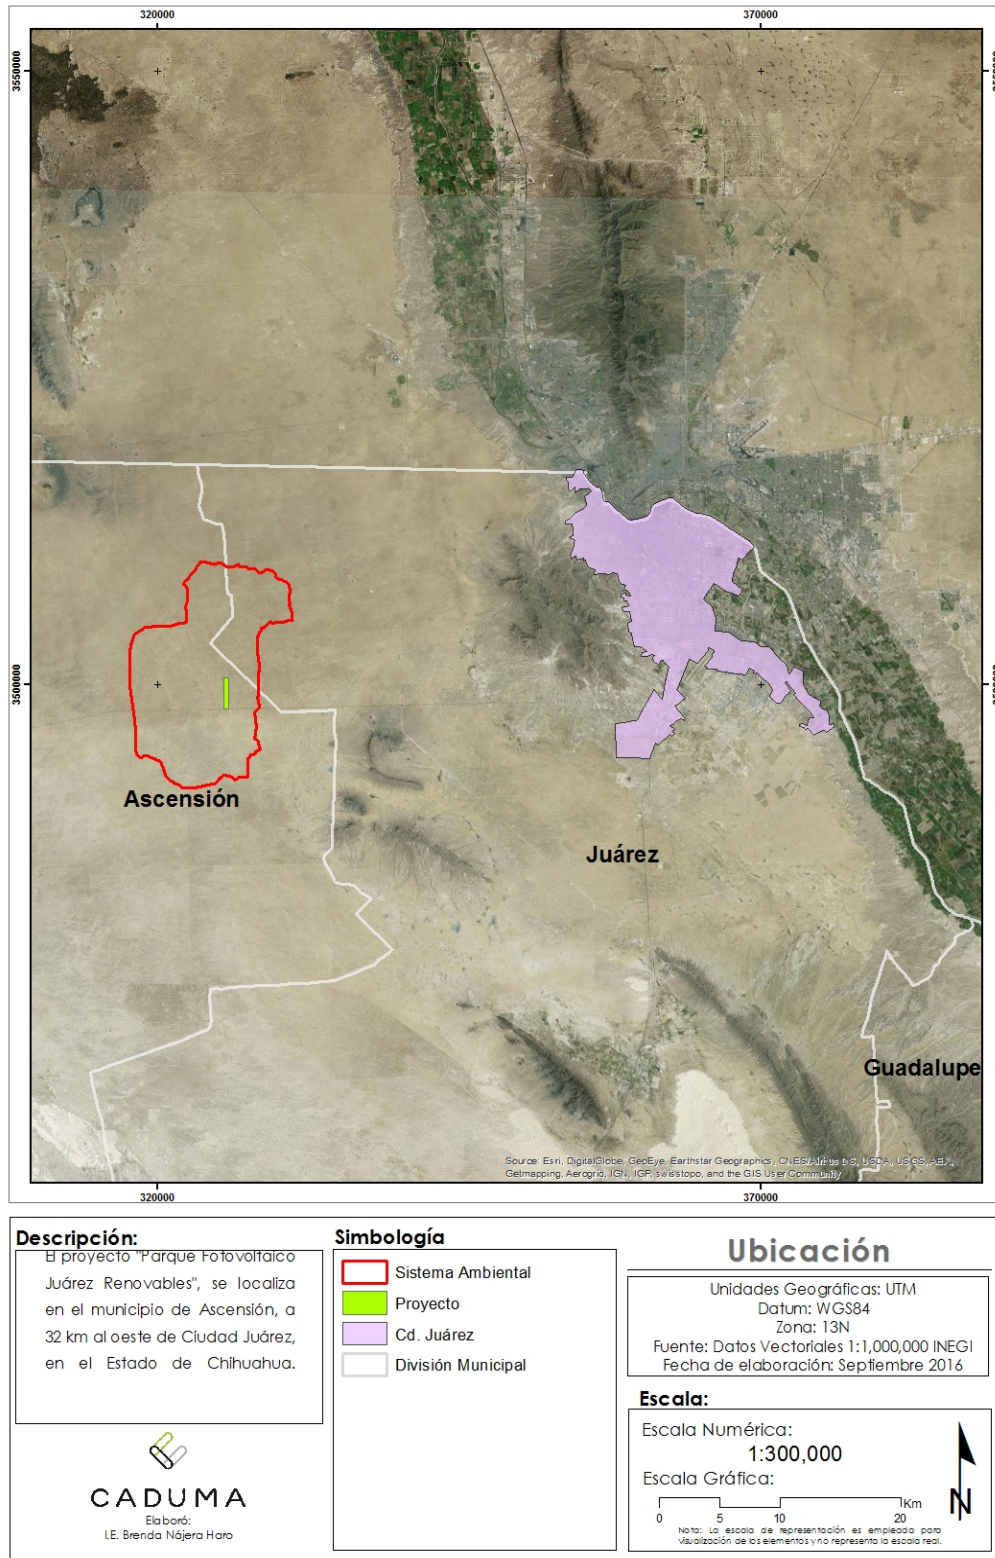 320000
370000
3550000
3500000
Ascensión
Juárez
Guadalupe
Source: Esri, DigitalGlobe, GeoEye, Earthstar Geographics, CNES/Airbus DS, USDA, USGS, AEX,
Getmapping, Aerogrid, IGN, IGP, swisstopo, and the GIS User Community
320000
370000
Descripción:
El proyecto "Parque Fotovoltaico
Juárez Renovables", se localiza
en el municipio de Ascensión, a
32 km al oeste de Ciudad Juárez,
en el Estado de Chihuahua.
CADUMA
Elaboró:
I.E. Brenda Nájera Haro
Simbología
Sistema Ambiental
Proyecto
Cd. Juárez
División Municipal
Ubicación
Unidades Geográficas: UTM
Datum: WGS84
Zona: 13N
Fuente: Datos Vectoriales 1:1,000,000 INEGI
Fecha de elaboración: Septiembre 2016
Escala:
Escala Numérica:
1:300,000
Escala Gráfica:
Km
0 5 10 20
N
Nota: La escala de representación es empleada para
visualización de los elementos y no representa la escala real.